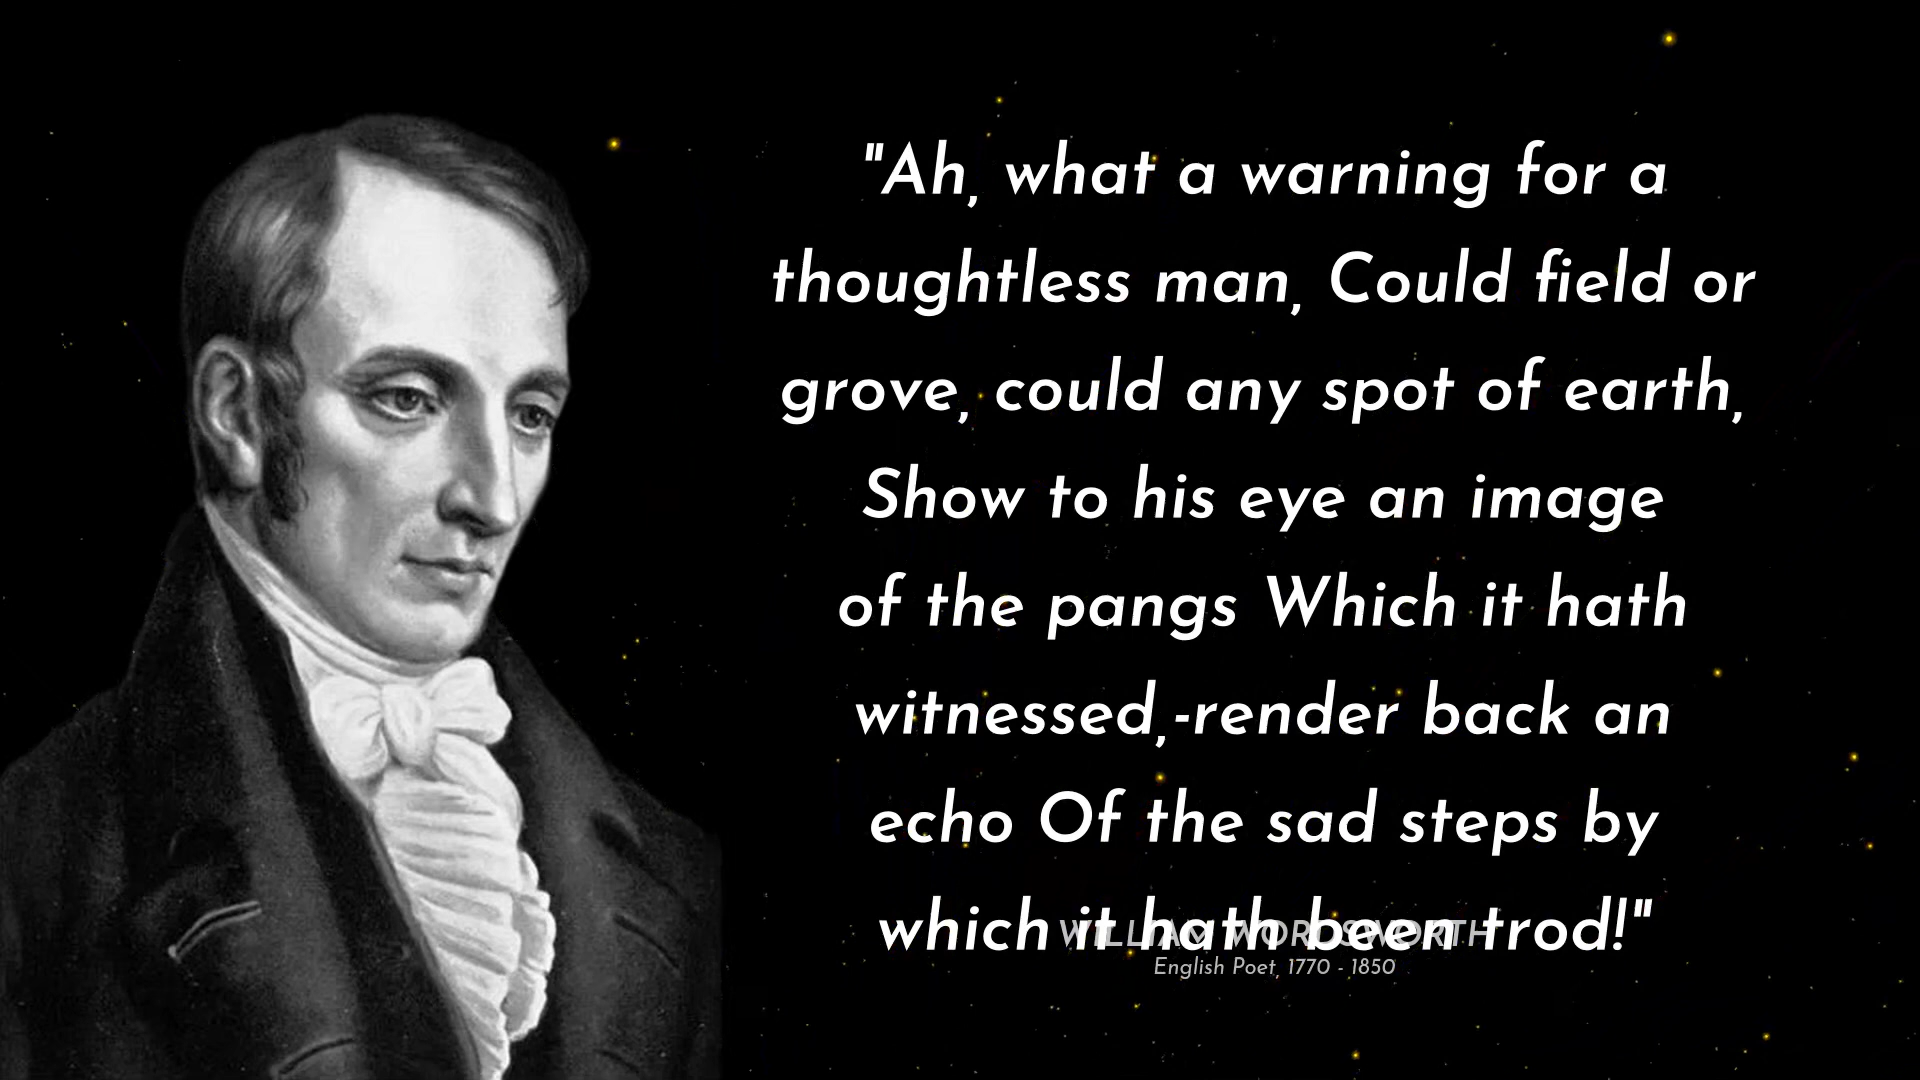 "Ah, what a warning for a
thoughtless man, Could field or
grove, could any spot of earth,
Show to his eye an image
of the pangs Which it hath
witnessed,-render back an
echo Of the sad steps by
which it hath been trod!"
WILLIAM WORDSWORTH
English Poet, 1770 - 1850